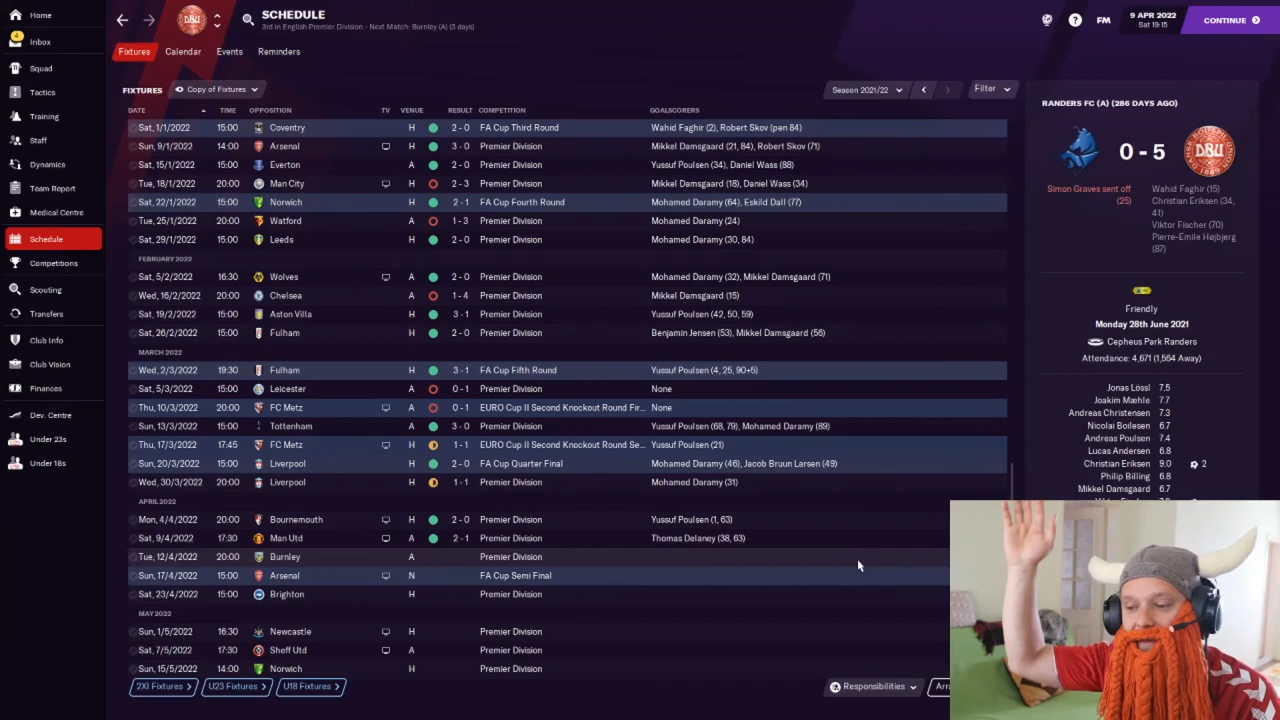 Home
SCHEDULE
3rd in English Premier Division - Next Match: Burnley (A) (3 days)
FM
9 APR 2022
Sat 19:15
CONTINUE
4
Inbox
Fixtures Calendar Events Reminders
Squad
Tactics
Training
Staff
Dynamics
Team Report
Medical Centre
Schedule
Competitions
Scouting
Transfers
Club Info
Club Vision
Finances
Dev. Centre
Under 23s
Under 18s
FIXTURES Copy of Fixtures Season 2021/22 Filter
DATE TIME OPPOSITION TV VENUE RESULT COMPETITION GOALSCORERS
Sat, 1/1/2022 15:00 Coventry H 2 - 0 FA Cup Third Round Wahid Faghir (2), Robert Skov (pen 84)
Sun, 9/1/2022 14:00 Arsenal H 3 - 0 Premier Division Mikkel Damsgaard (21, 84), Robert Skov (71)
Sat, 15/1/2022 15:00 Everton H 2 - 0 Premier Division Yussuf Poulsen (34), Daniel Wass (88)
Tue, 18/1/2022 20:00 Man City H 2 - 3 Premier Division Mikkel Damsgaard (18), Daniel Wass (34)
Sat, 22/1/2022 15:00 Norwich H 2 - 1 FA Cup Fourth Round Mohamed Daramy (64), Eskild Dall (77)
Tue, 25/1/2022 20:00 Watford A 1 - 3 Premier Division Mohamed Daramy (24)
Sat, 29/1/2022 15:00 Leeds H 2 - 0 Premier Division Mohamed Daramy (30, 84)
FEBRUARY 2022
Sat, 5/2/2022 16:30 Wolves A 2 - 0 Premier Division Mohamed Daramy (32), Mikkel Damsgaard (71)
Wed, 16/2/2022 20:00 Chelsea A 1 - 4 Premier Division Mikkel Damsgaard (15)
Sat, 19/2/2022 15:00 Aston Villa H 3 - 1 Premier Division Yussuf Poulsen (42, 50, 59)
Sat, 26/2/2022 15:00 Fulham H 2 - 0 Premier Division Benjamin Jensen (53), Mikkel Damsgaard (56)
MARCH 2022
Wed, 2/3/2022 19:30 Fulham H 3 - 1 FA Cup Fifth Round Yussuf Poulsen (4, 25, 90+5)
Sat, 5/3/2022 15:00 Leicester A 0 - 1 Premier Division None
Thu, 10/3/2022 20:00 FC Metz A 0 - 1 EURO Cup II Second Knockout Round Fir... None
Sun, 13/3/2022 15:00 Tottenham A 3 - 0 Premier Division Yussuf Poulsen (68, 79), Mohamed Daramy (89)
Thu, 17/3/2022 17:45 FC Metz H 1 - 1 EURO Cup II Second Knockout Round Se... Yussuf Poulsen (21)
Sun, 20/3/2022 15:00 Liverpool H 2 - 0 FA Cup Quarter Final Mohamed Daramy (46), Jacob Bruun Larsen (49)
Wed, 30/3/2022 20:00 Liverpool H 1 - 1 Premier Division Mohamed Daramy (31)
APRIL 2022
Mon, 4/4/2022 20:00 Bournemouth H 2 - 0 Premier Division Yussuf Poulsen (1, 63)
Sat, 9/4/2022 17:30 Man Utd A 2 - 1 Premier Division Thomas Delaney (38, 63)
Tue, 12/4/2022 20:00 Burnley A Premier Division
Sun, 17/4/2022 15:00 Arsenal N FA Cup Semi Final
Sat, 23/4/2022 15:00 Brighton H Premier Division
MAY 2022
Sun, 1/5/2022 16:30 Newcastle H Premier Division
Sat, 7/5/2022 17:30 Sheff Utd A Premier Division
Sun, 15/5/2022 14:00 Norwich H Premier Division
2XI Fixtures U23 Fixtures U18 Fixtures Responsibilities Arra
RANDERS FC (A) (286 DAYS AGO)
0 - 5
DBU
Simon Graves sent off
(25)
Wahid Faghir (15)
Christian Eriksen (34,
41)
Viktor Fischer (70)
Pierre-Emile Højbjerg
(87)
Friendly
Monday 28th June 2021
Cepheus Park Randers
Attendance: 4,671 (1,564 Away)
Jonas Lössl 7.5
Joakim Mæhle 7.7
Andreas Christensen 7.3
Nicolai Boilesen 6.7
Andreas Poulsen 7.4
Lucas Andersen 6.8
Christian Eriksen 9.0 2
Philip Billing 6.8
Mikkel Damsgaard 6.7